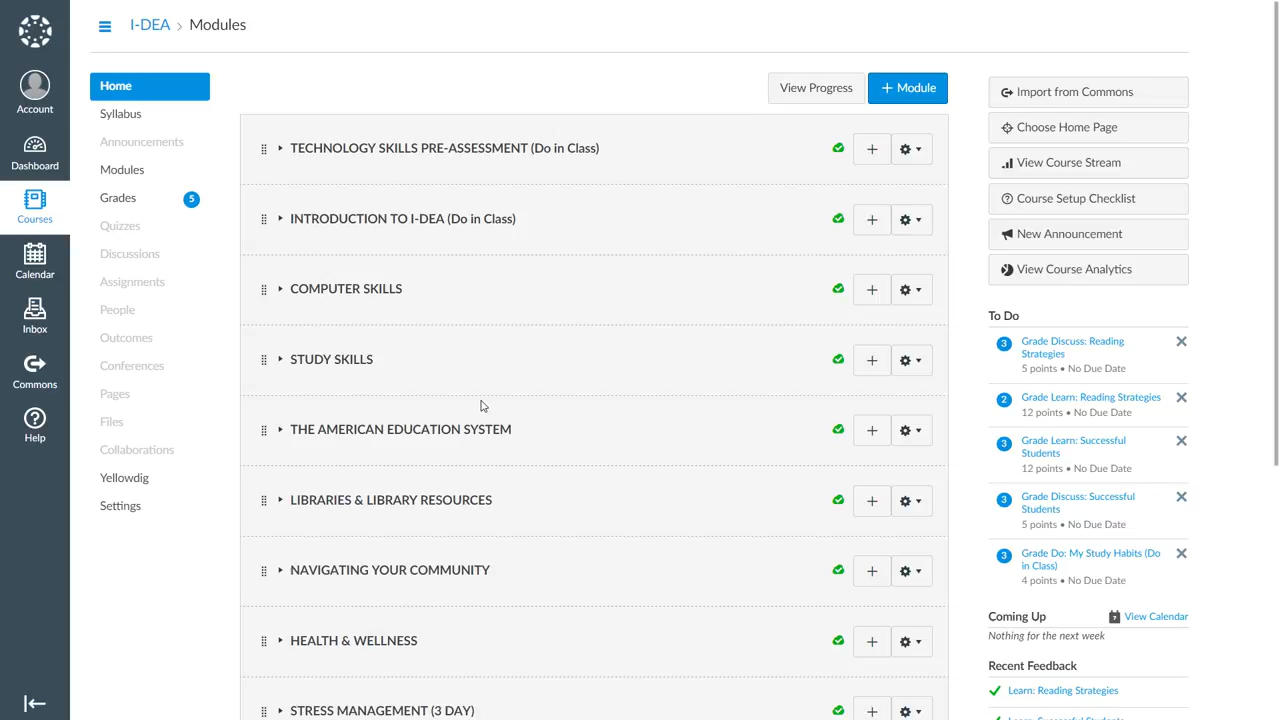 I-DEA › Modules
Account
Dashboard
Courses
Calendar
Inbox
Commons
Help
Home
Syllabus
Announcements
Modules
Grades 5
Quizzes
Discussions
Assignments
People
Outcomes
Conferences
Pages
Files
Collaborations
Yellowdig
Settings
View Progress
+ Module
TECHNOLOGY SKILLS PRE-ASSESSMENT (Do in Class)
INTRODUCTION TO I-DEA (Do in Class)
COMPUTER SKILLS
STUDY SKILLS
THE AMERICAN EDUCATION SYSTEM
LIBRARIES & LIBRARY RESOURCES
NAVIGATING YOUR COMMUNITY
HEALTH & WELLNESS
STRESS MANAGEMENT (3 DAY)
Import from Commons
Choose Home Page
View Course Stream
Course Setup Checklist
New Announcement
View Course Analytics
To Do
3 Grade Discuss: Reading
Strategies
5 points • No Due Date
2 Grade Learn: Reading Strategies
12 points • No Due Date
3 Grade Learn: Successful
Students
12 points • No Due Date
3 Grade Discuss: Successful
Students
5 points • No Due Date
3 Grade Do: My Study Habits (Do
in Class)
4 points • No Due Date
Coming Up
View Calendar
Nothing for the next week
Recent Feedback
Learn: Reading Strategies
Learn: Successful Students